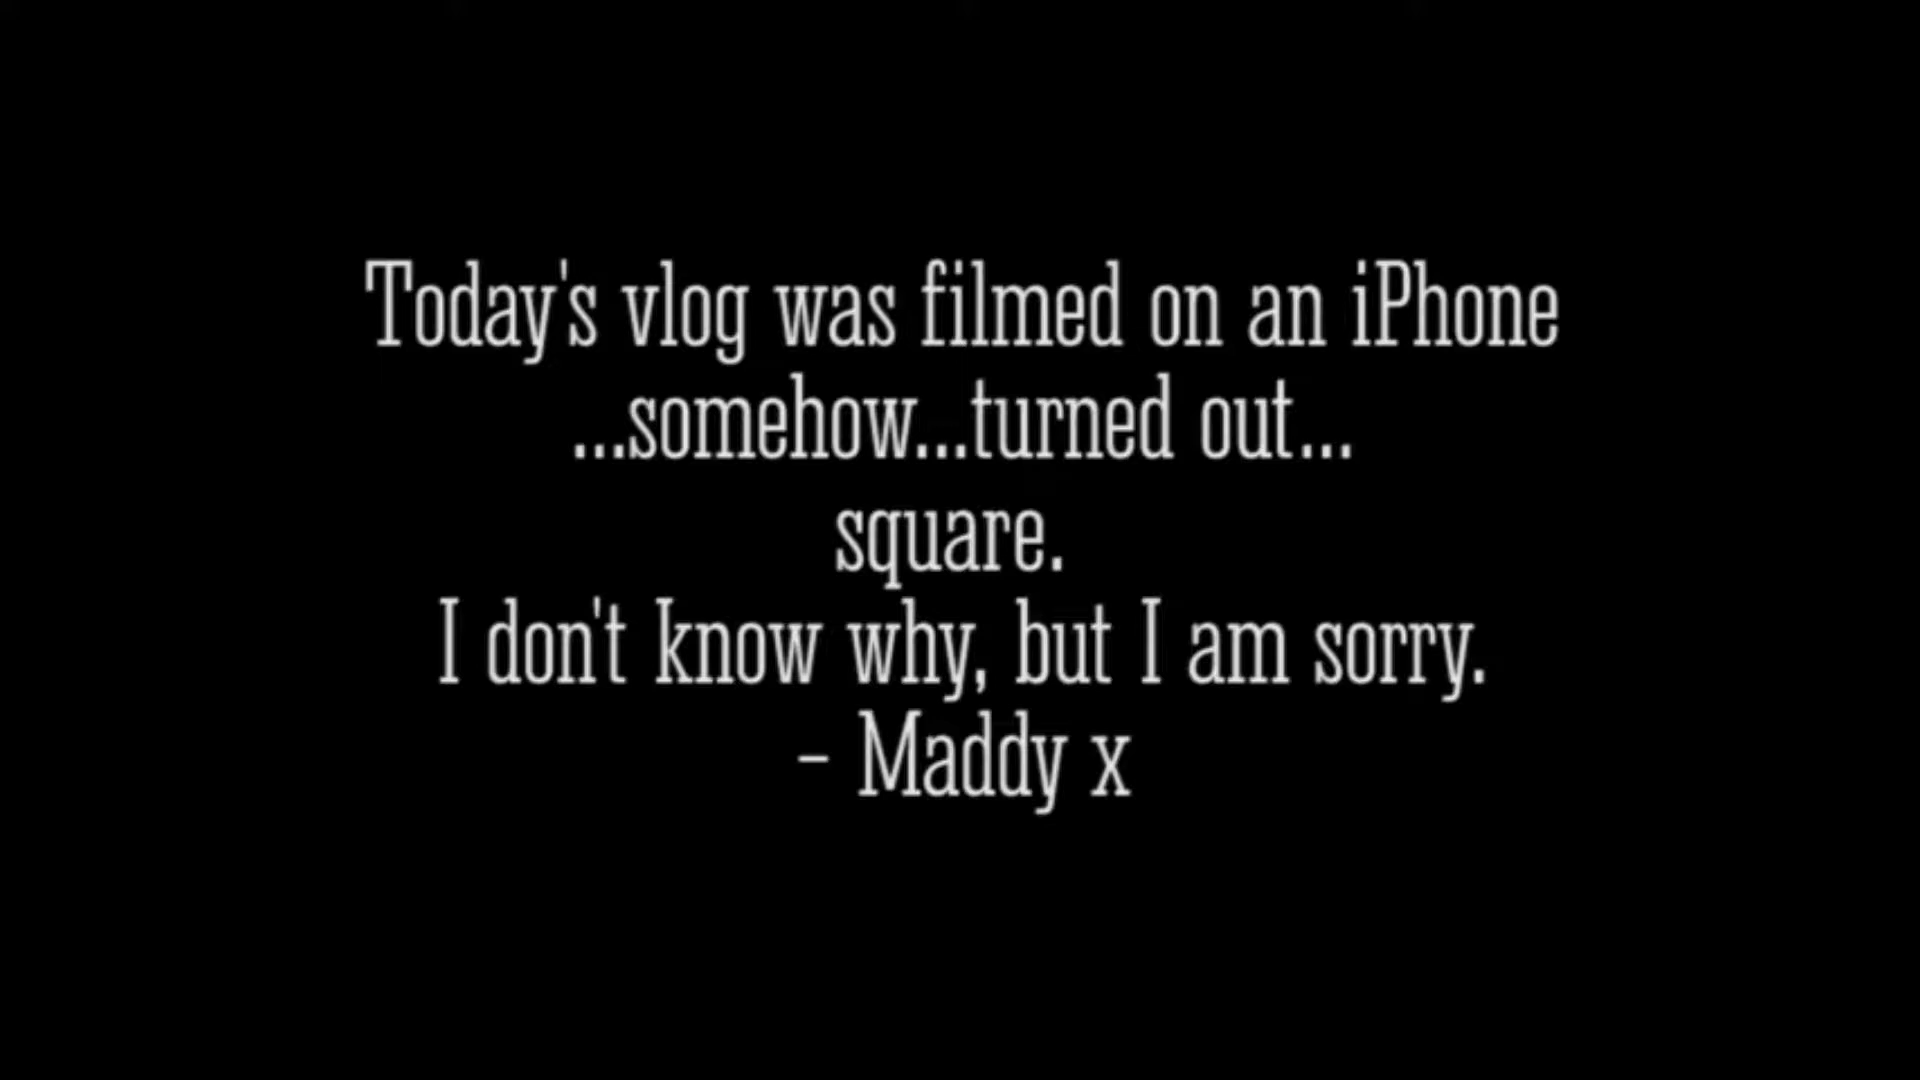 Today's vlog was filmed on an iPhone
...somehow...turned out...
square.
I don't know why, but I am sorry.
- Maddy x